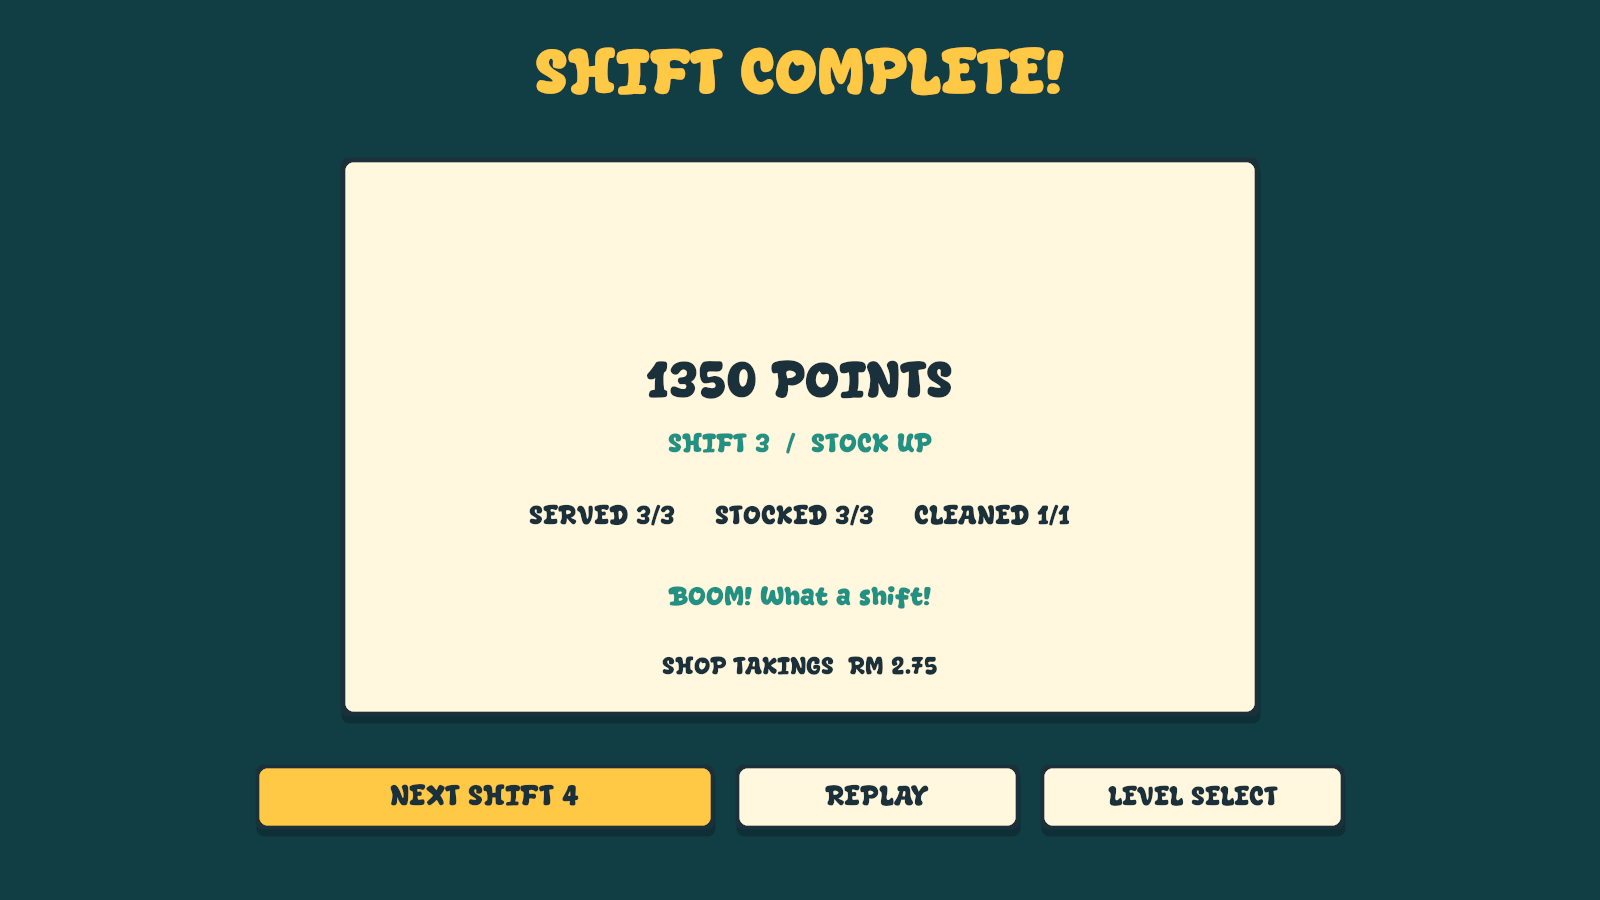 SHIFT COMPLETE!
1350 POINTS
SHIFT 3 / STOCK UP
SERVED 3/3 STOCKED 3/3 CLEANED 1/1
BOOM! What a shift!
SHOP TAKINGS RM 2.75
NEXT SHIFT 4 REPLAY LEVEL SELECT